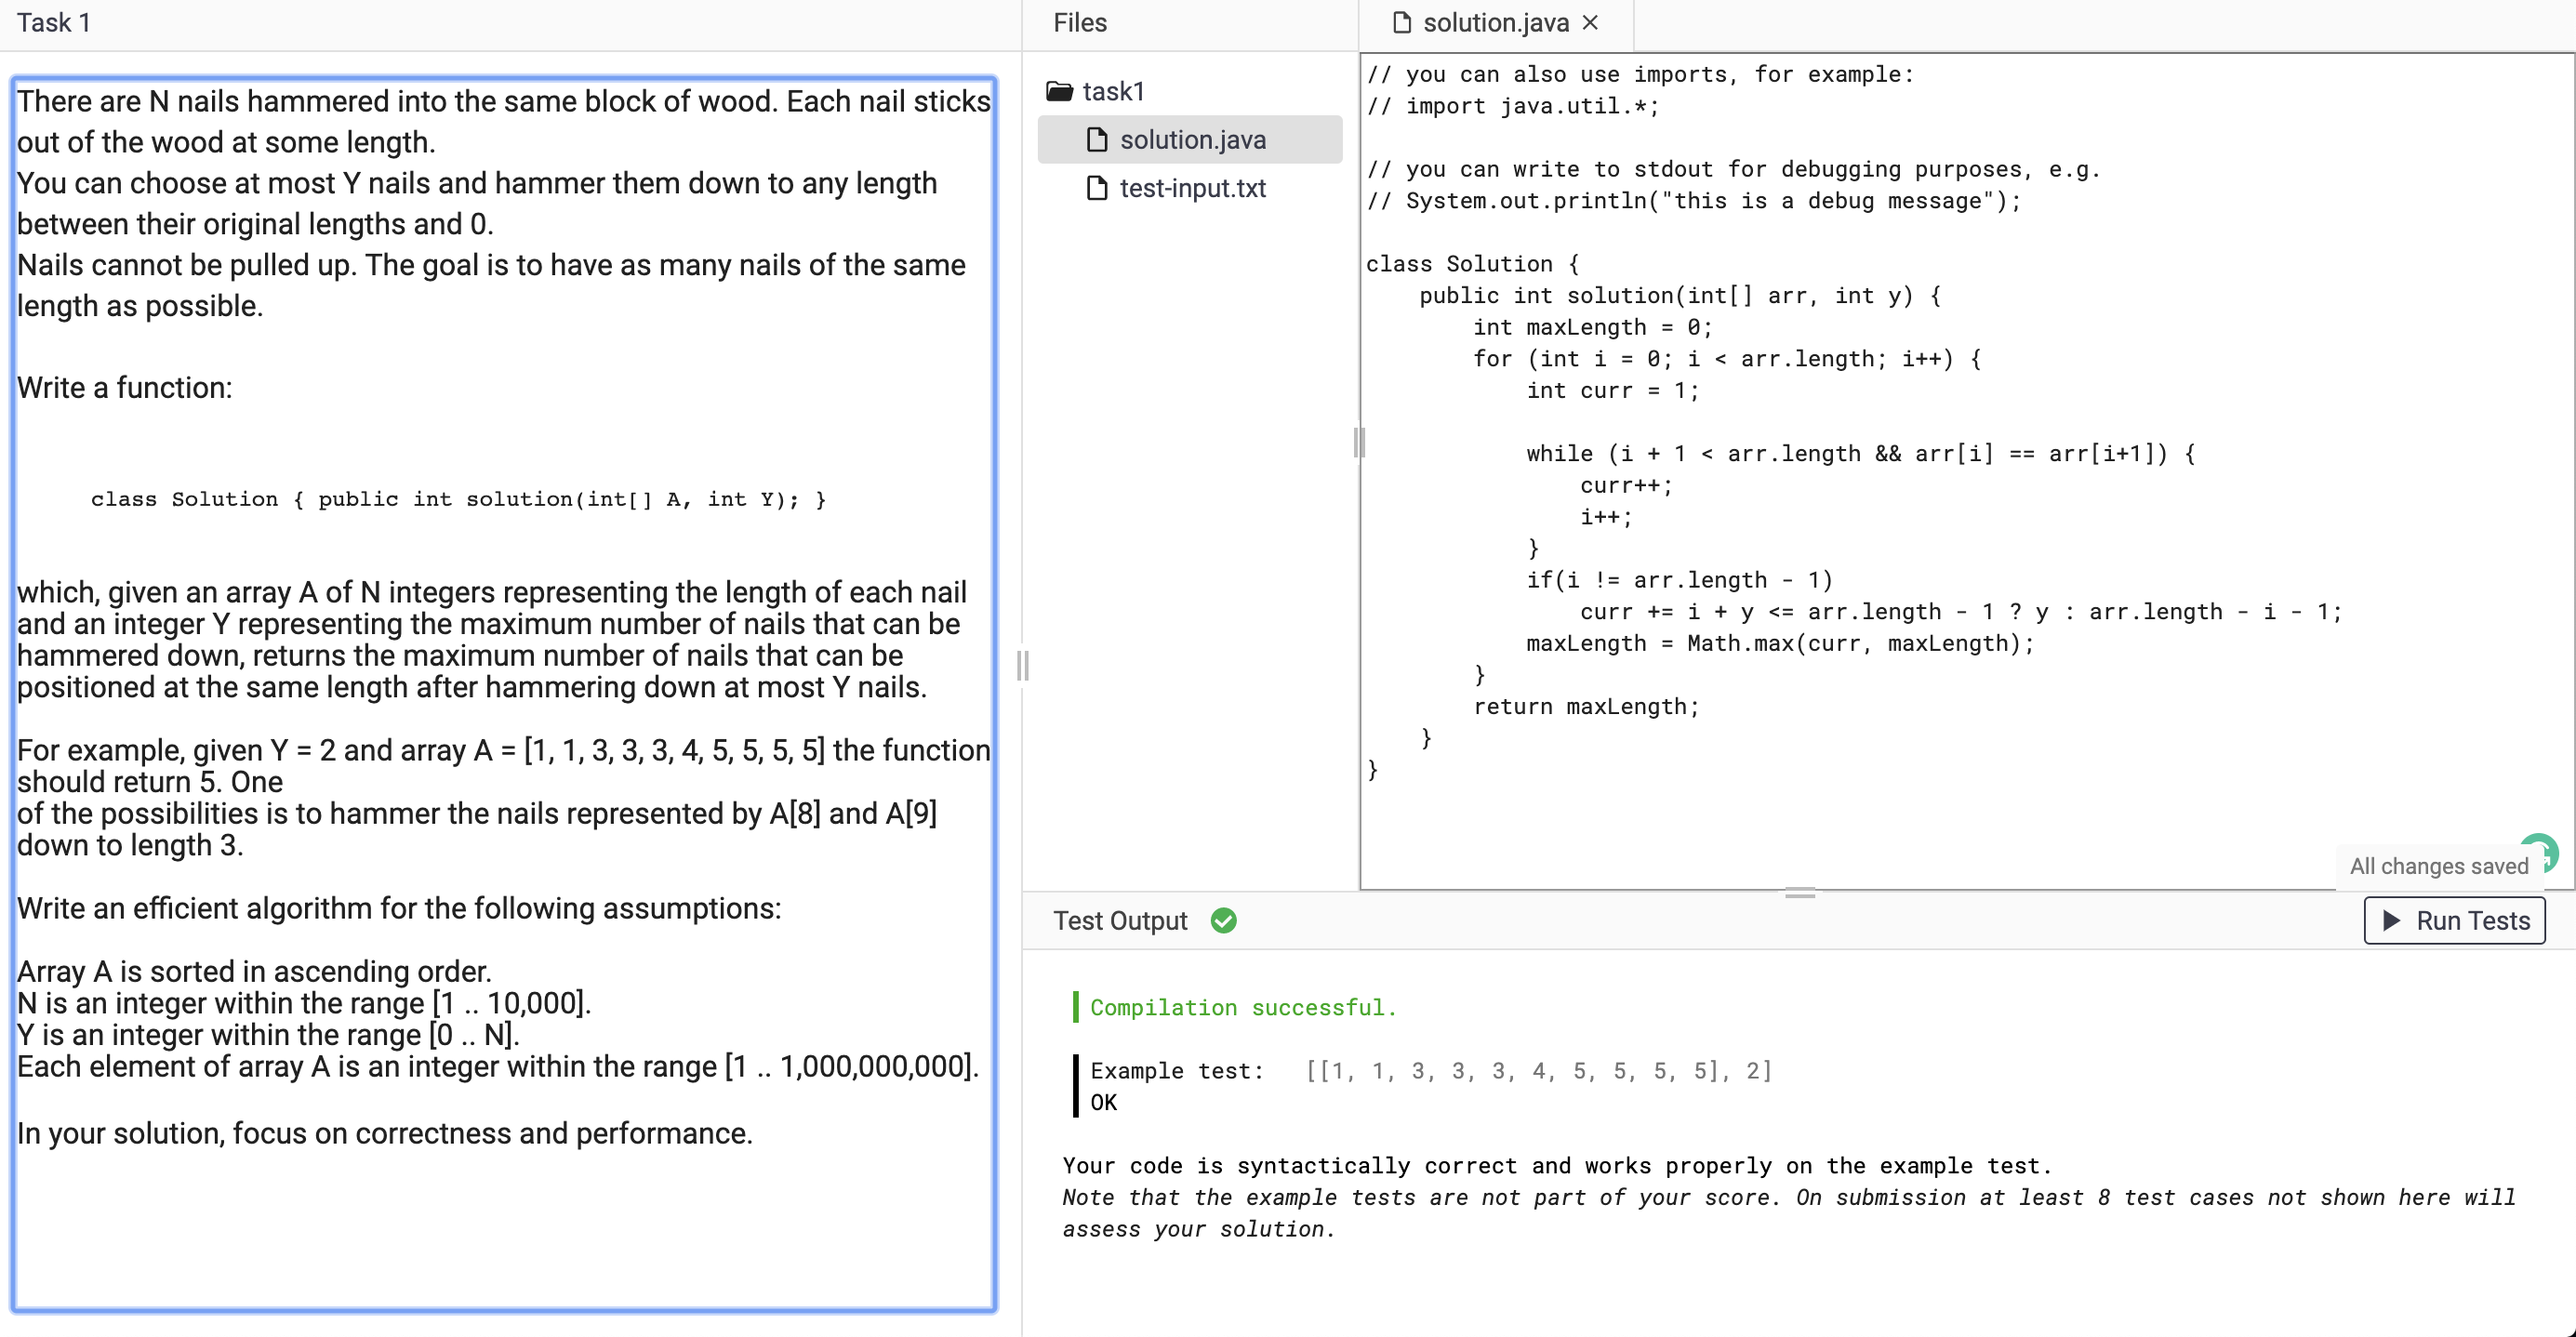 Task 1
There are N nails hammered into the same block of wood. Each nail sticks
out of the wood at some length.
You can choose at most Y nails and hammer them down to any length
between their original lengths and 0.
Nails cannot be pulled up. The goal is to have as many nails of the same
length as possible.
Write a function:
class Solution { public int solution(int[] A, int Y); }
which, given an array A of N integers representing the length of each nail
and an integer Y representing the maximum number of nails that can be
hammered down, returns the maximum number of nails that can be
positioned at the same length after hammering down at most Y nails.
For example, given Y = 2 and array A = [1, 1, 3, 3, 3, 4, 5, 5, 5, 5] the function
should return 5. One
of the possibilities is to hammer the nails represented by A[8] and A[9]
down to length 3.
Write an efficient algorithm for the following assumptions:
Array A is sorted in ascending order.
N is an integer within the range [1 .. 10,000].
Y is an integer within the range [0 .. N].
Each element of array A is an integer within the range [1 .. 1,000,000,000].
In your solution, focus on correctness and performance.
Files
task1
solution.java
test-input.txt
solution.java ×
// you can also use imports, for example:
// import java.util.*;
// you can write to stdout for debugging purposes, e.g.
// System.out.println("this is a debug message");
class Solution {
    public int solution(int[] arr, int y) {
        int maxLength = 0;
        for (int i = 0; i < arr.length; i++) {
            int curr = 1;
            while (i + 1 < arr.length && arr[i] == arr[i+1]) {
                curr++;
                i++;
            }
            if(i != arr.length - 1)
                curr += i + y <= arr.length - 1 ? y : arr.length - i - 1;
            maxLength = Math.max(curr, maxLength);
        }
        return maxLength;
    }
}
All changes saved
Test Output
Run Tests
Compilation successful.
Example test: [[1, 1, 3, 3, 3, 4, 5, 5, 5, 5], 2]
OK
Your code is syntactically correct and works properly on the example test.
Note that the example tests are not part of your score. On submission at least 8 test cases not shown here will
assess your solution.